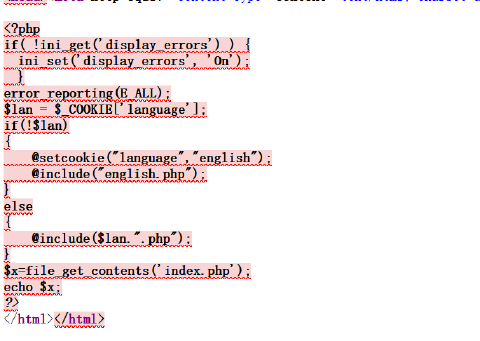 <?php
if( !ini_get('display_errors') ) {
  ini_set('display_errors', 'On');
  }
error_reporting(E_ALL);
$lan = $_COOKIE['language'];
if(!$lan)
{
    @setcookie("language","english");
    @include("english.php");
}
else
{
    @include($lan.".php");
}
$x=file_get_contents('index.php');
echo $x;
?>
</html></html>